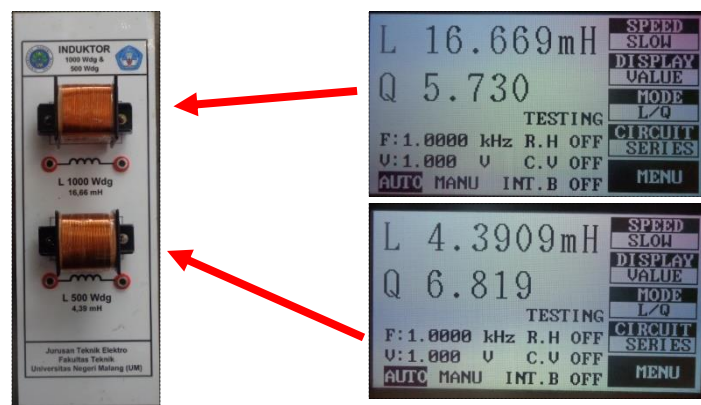 INDUKTOR
1000 Wdg &
500 Wdg
L 1000 Wdg
16,66 mH
L 500 Wdg
4,39 mH
Jurusan Teknik Elektro
Fakultas Teknik
Universitas Negeri Malang (UM)
L 16.669mH
Q 5.730
TESTING
F:1.0000 kHz R.H OFF
V:1.000 V C.V OFF
AUTO MANU INT.B OFF
SPEED
SLOW
DISPLAY
VALUE
MODE
L/Q
CIRCUIT
SERIES
MENU
L 4.3909mH
Q 6.819
TESTING
F:1.0000 kHz R.H OFF
V:1.000 V C.V OFF
AUTO MANU INT.B OFF
SPEED
SLOW
DISPLAY
VALUE
MODE
L/Q
CIRCUIT
SERIES
MENU